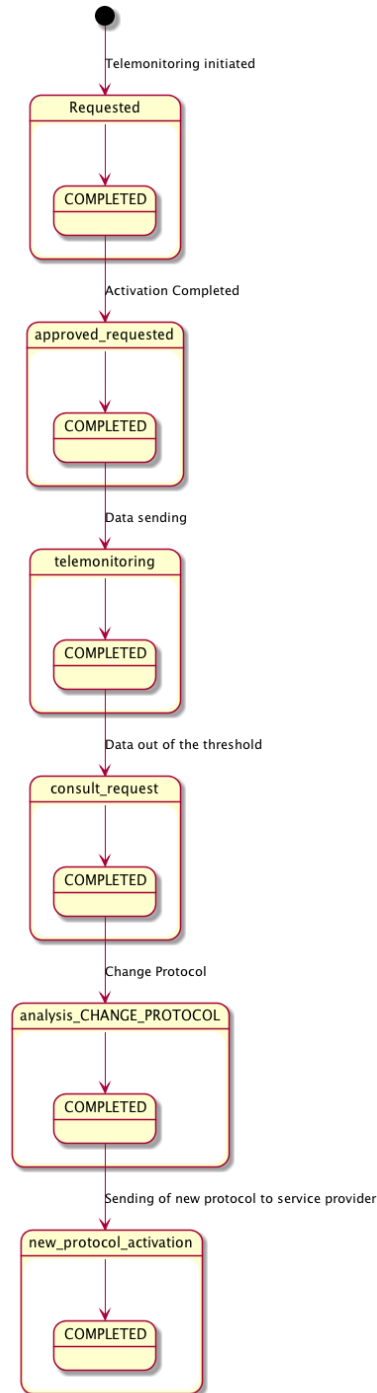 Telemonitoring initiated
Requested
COMPLETED
Activation Completed
approved_requested
COMPLETED
Data sending
telemonitoring
COMPLETED
Data out of the threshold
consult_request
COMPLETED
Change Protocol
analysis_CHANGE_PROTOCOL
COMPLETED
Sending of new protocol to service provider
new_protocol_activation
COMPLETED